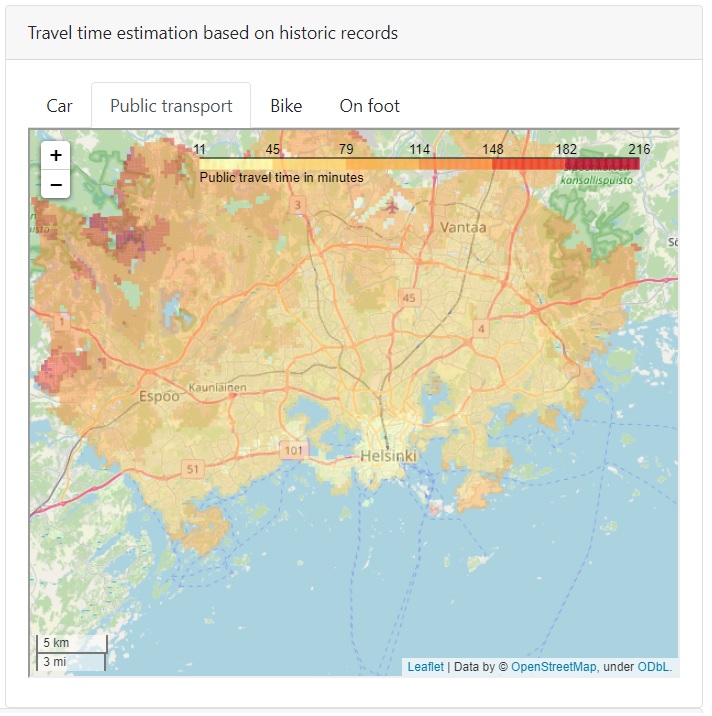 Travel time estimation based on historic records
Car Public transport Bike On foot
+
−
11 45 79 114 148 182 216
Public travel time in minutes
kansallispuisto
3
Vantaa
45
1
4
Kauniainen
Espoo
101
Helsinki
51
5 km
3 mi
Leaflet | Data by © OpenStreetMap, under ODbL.